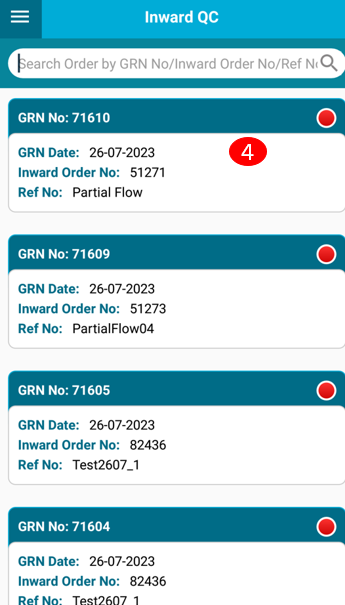 Inward QC
Search Order by GRN No/Inward Order No/Ref N
GRN No: 71610
GRN Date: 26-07-2023
4
Inward Order No: 51271
Ref No: Partial Flow
GRN No: 71609
GRN Date: 26-07-2023
Inward Order No: 51273
Ref No: PartialFlow04
GRN No: 71605
GRN Date: 26-07-2023
Inward Order No: 82436
Ref No: Test2607_1
GRN No: 71604
GRN Date: 26-07-2023
Inward Order No: 82436
Ref No: Test2607_1